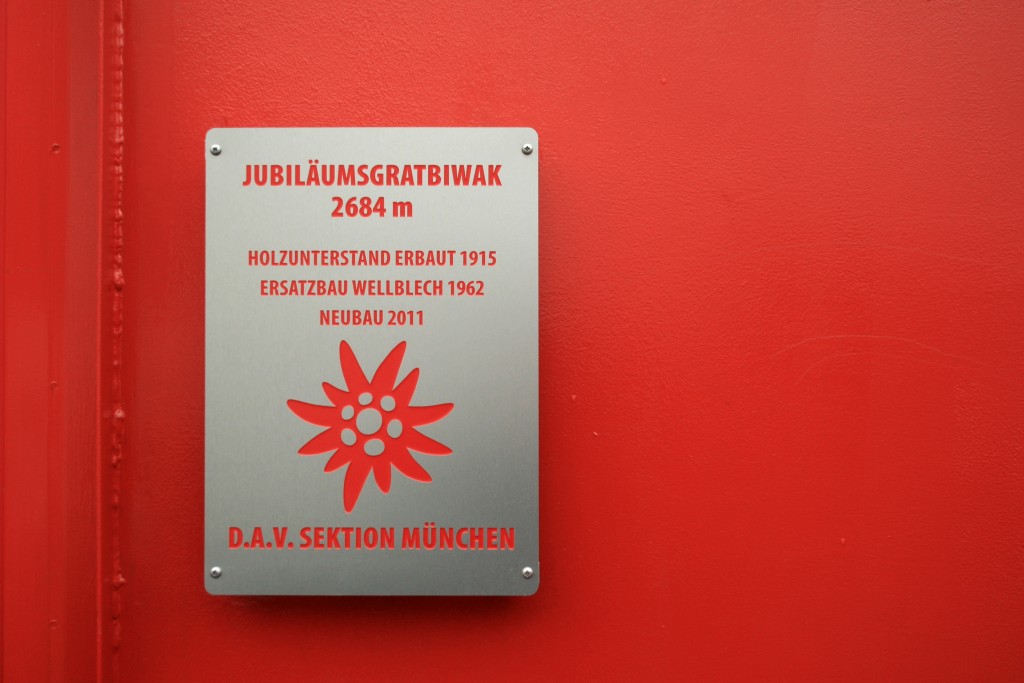 JUBILÄUMSGRATBIWAK
2684 m
HOLZUNTERSTAND ERBAUT 1915
ERSATZBAU WELLBLECH 1962
NEUBAU 2011
D.A.V. SEKTION MÜNCHEN